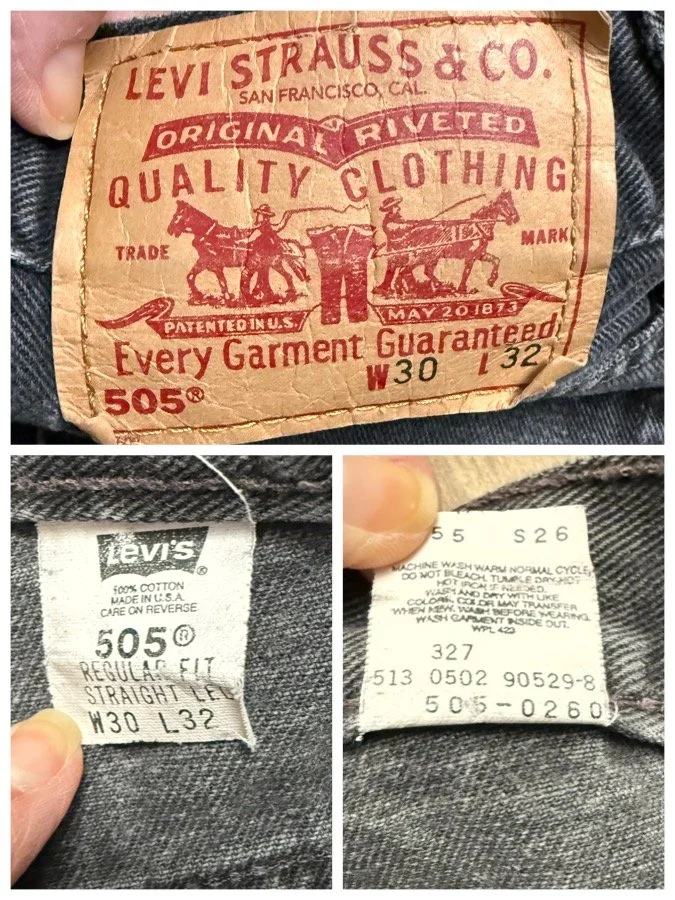 LEVI STRAUSS & CO.
SAN FRANCISCO, CAL.
ORIGINAL RIVETED
QUALITY CLOTHING
TRADE MARK
PATENTED IN U.S. MAY 20 1873
Every Garment Guaranteed
W30 L32
505®
Levi's®
100% COTTON
MADE IN U.S.A.
CARE ON REVERSE
505®
REGULAR FIT
STRAIGHT LEG
W30 L32
55 S26
MACHINE WASH WARM NORMAL CYCLE,
DO NOT BLEACH, TUMBLE DRY HOT
HOT IRON IF NEEDED.
WASH AND DRY WITH LIKE
COLORS. COLOR MAY TRANSFER
WHEN NEW. WASH BEFORE WEARING.
WASH GARMENT INSIDE OUT.
WPL 423
327
513 0502 90529-8
505-0260